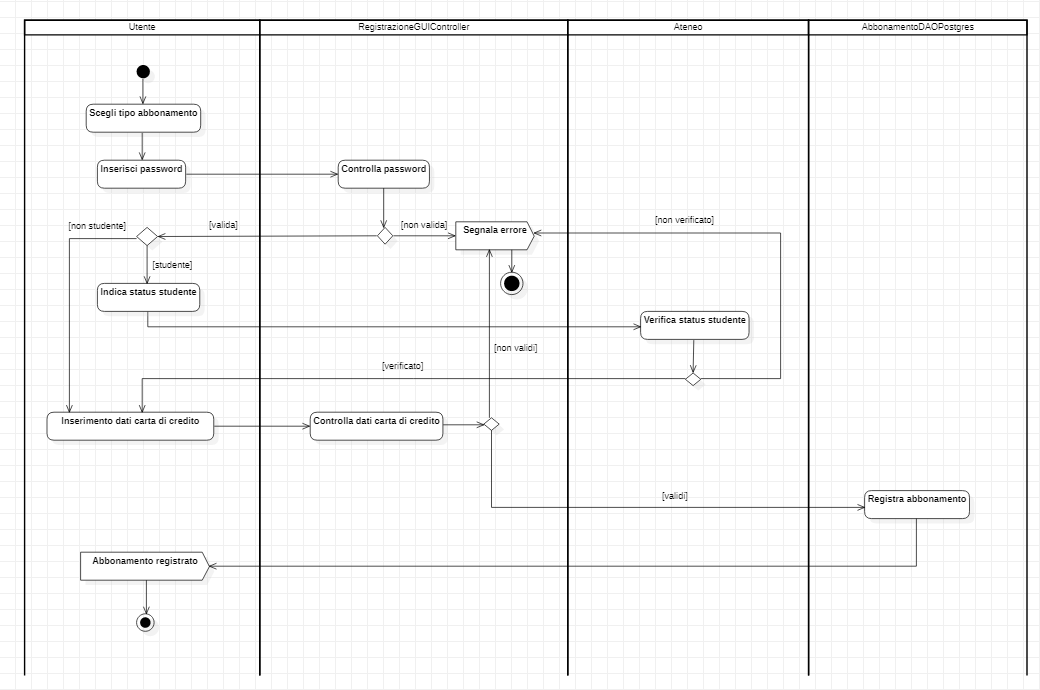 Utente
RegistrazioneGUIController
Ateneo
AbbonamentoDAOPostgres
Scegli tipo abbonamento
Inserisci password
Controlla password
[non studente]
[valida]
[non valida]
Segnala errore
[non verificato]
[studente]
Indica status studente
Verifica status studente
[non validi]
[verificato]
Inserimento dati carta di credito
Controlla dati carta di credito
[validi]
Registra abbonamento
Abbonamento registrato